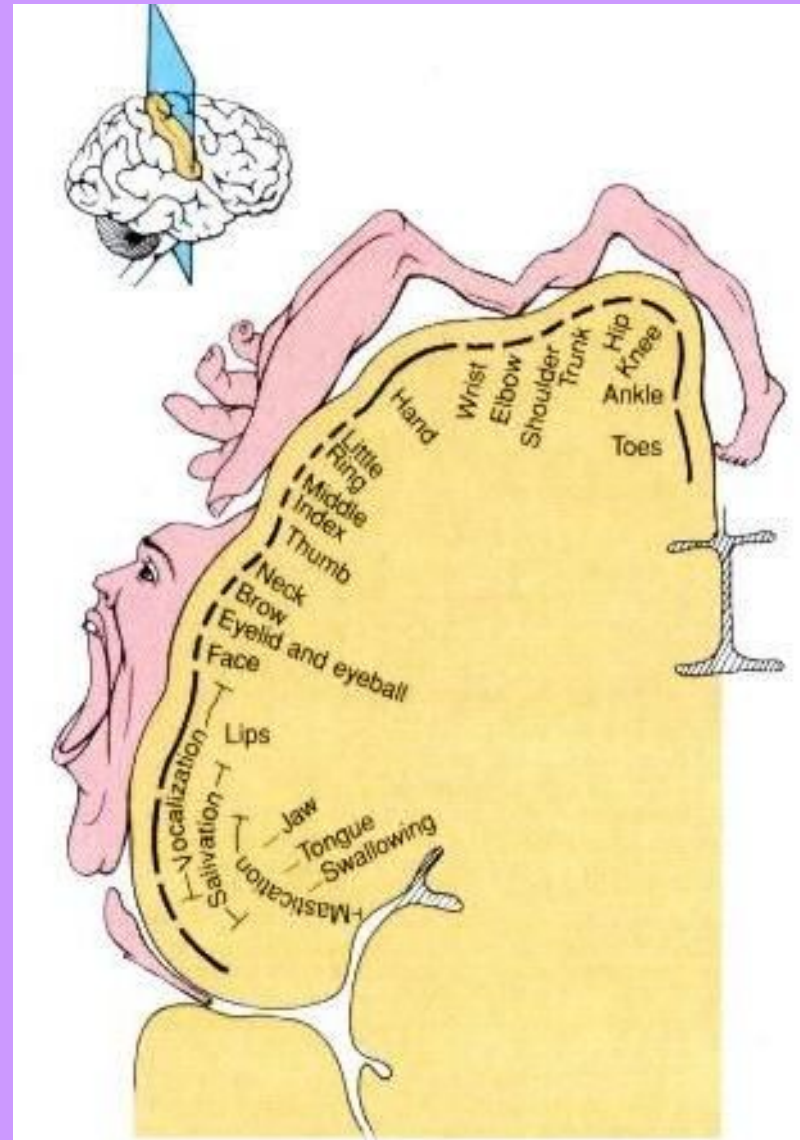 Toes
Ankle
Knee
Hip
Trunk
Shoulder
Elbow
Wrist
Hand
Little
Ring
Middle
Index
Thumb
Neck
Brow
Eyelid and eyeball
Face
Lips
Vocalization
Salivation
Mastication
Jaw
Tongue
Swallowing